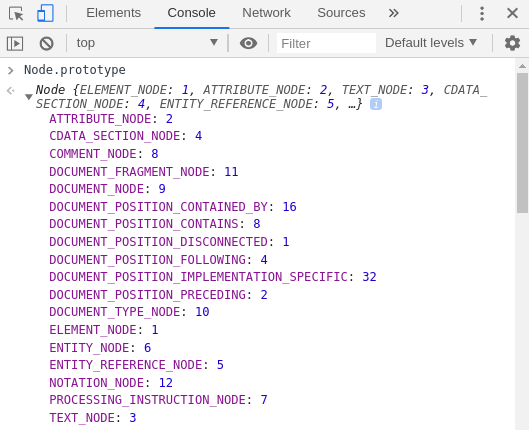 Elements Console Network Sources »
top Filter Default levels
Node.prototype
Node {ELEMENT_NODE: 1, ATTRIBUTE_NODE: 2, TEXT_NODE: 3, CDATA_
SECTION_NODE: 4, ENTITY_REFERENCE_NODE: 5, …} i
ATTRIBUTE_NODE: 2
CDATA_SECTION_NODE: 4
COMMENT_NODE: 8
DOCUMENT_FRAGMENT_NODE: 11
DOCUMENT_NODE: 9
DOCUMENT_POSITION_CONTAINED_BY: 16
DOCUMENT_POSITION_CONTAINS: 8
DOCUMENT_POSITION_DISCONNECTED: 1
DOCUMENT_POSITION_FOLLOWING: 4
DOCUMENT_POSITION_IMPLEMENTATION_SPECIFIC: 32
DOCUMENT_POSITION_PRECEDING: 2
DOCUMENT_TYPE_NODE: 10
ELEMENT_NODE: 1
ENTITY_NODE: 6
ENTITY_REFERENCE_NODE: 5
NOTATION_NODE: 12
PROCESSING_INSTRUCTION_NODE: 7
TEXT_NODE: 3